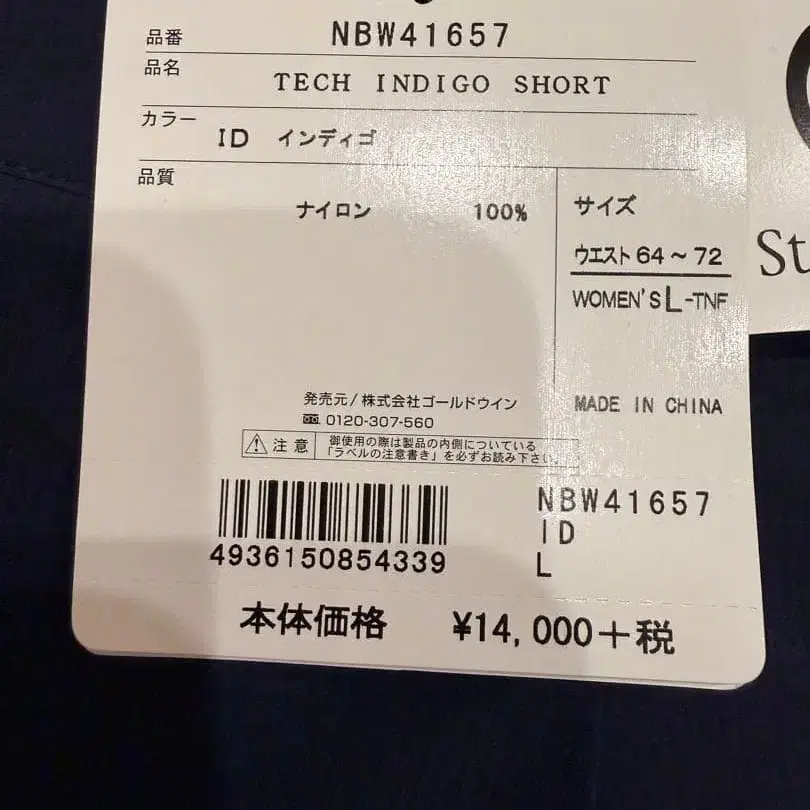 品番 NBW41657
品名 TECH INDIGO SHORT
カラー ID インディゴ
品質
ナイロン 100%
サイズ
ウエスト 64～72
WOMEN'S L-TNF
MADE IN CHINA
発売元/株式会社ゴールドウイン
0120-307-560
注意 御使用の際は製品の内側についている
「ラベルの注意書き」を必ずお読み下さい。
4936150854339
NBW41657
ID
L
本体価格 ¥14,000+税
St